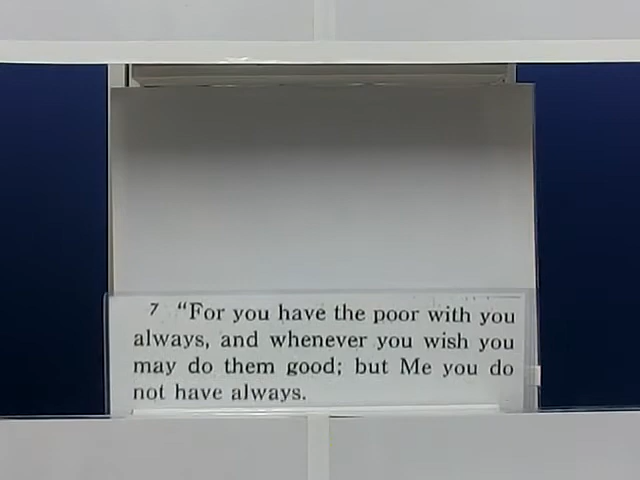 7 “For you have the poor with you
always, and whenever you wish you
may do them good; but Me you do
not have always.